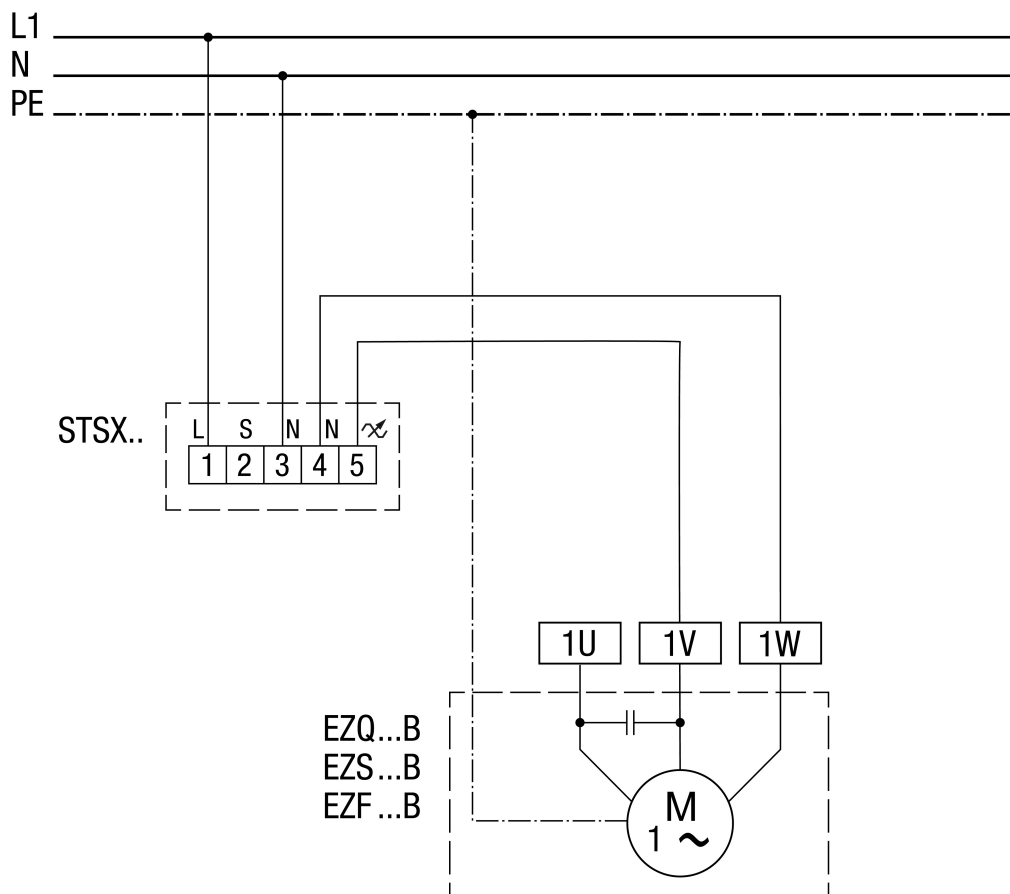 L1
N
PE
STSX..
L S N N
1 2 3 4 5
1U 1V 1W
EZQ...B
EZS...B
EZF...B
M
1 ~